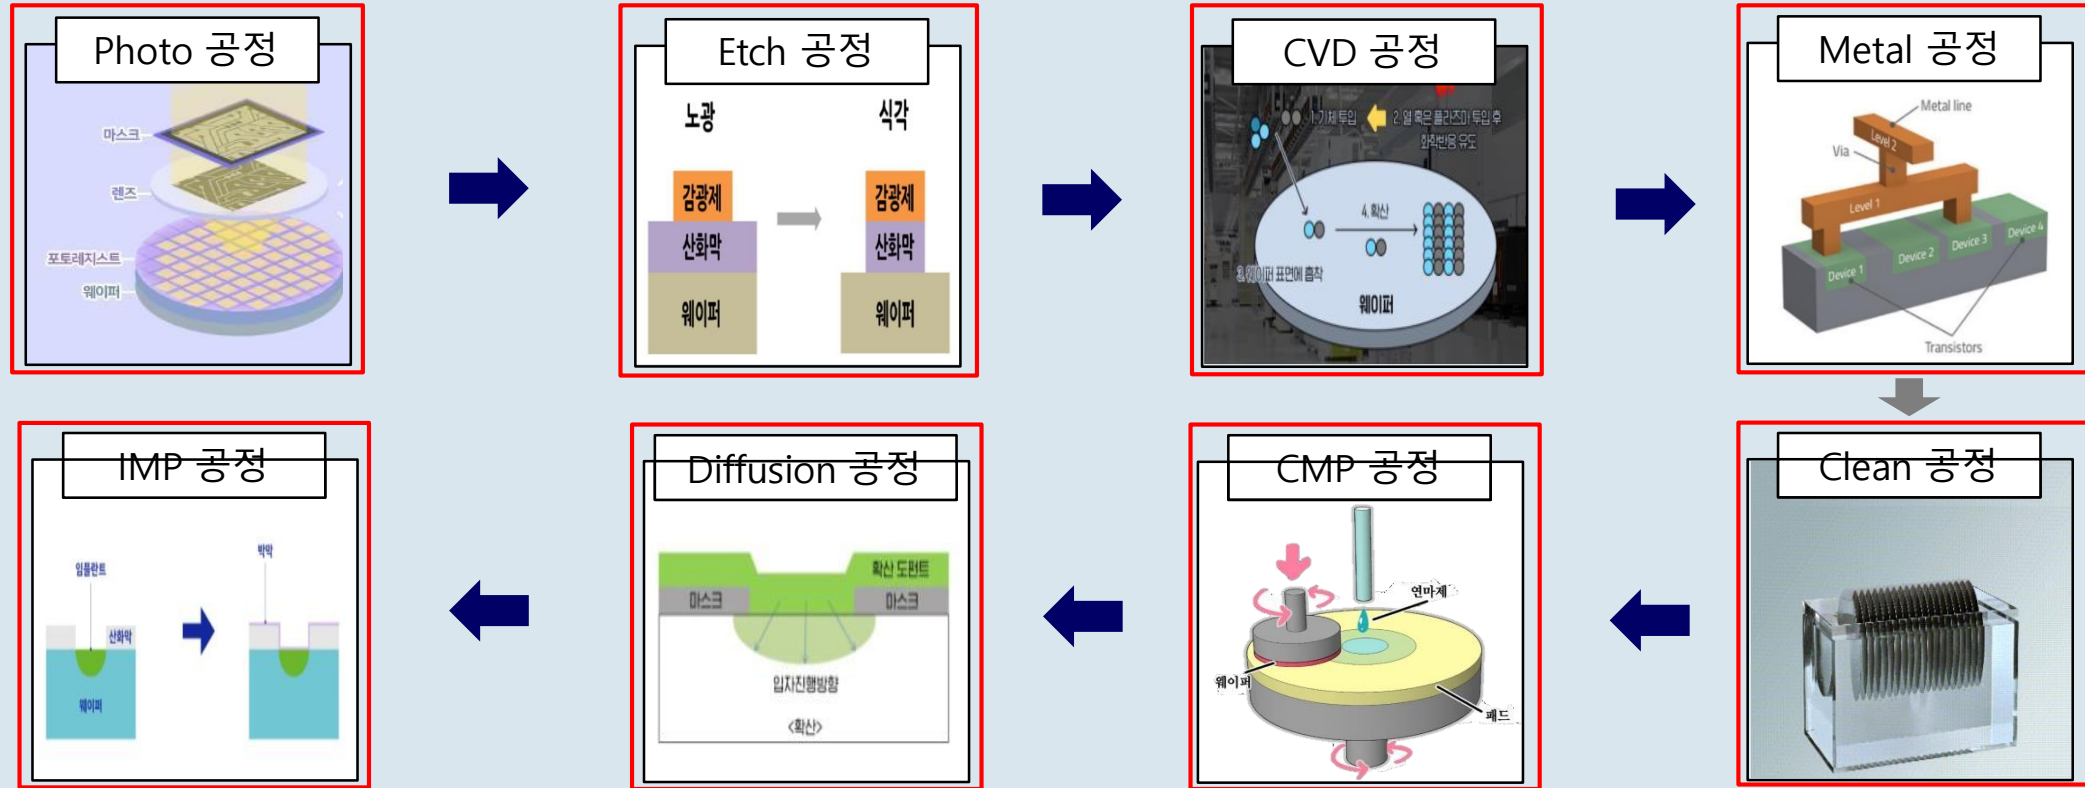 Photo 공정
마스크
렌즈
포토레지스트
웨이퍼
Etch 공정
노광
식각
감광제
감광제
산화막
산화막
웨이퍼
웨이퍼
CVD 공정
1.기체 투입
2. 열 혹은 플라즈마 투입 후
화학반응 유도
4. 확산
3.웨이퍼 표면에 흡착
웨이퍼
Metal 공정
Metal line
Level 2
Via
Level 1
Device 1
Device 2
Device 3
Device 4
Transistors
IMP 공정
임플란트
박막
산화막
웨이퍼
Diffusion 공정
확산 도펀트
마스크
마스크
입자진행방향
<확산>
CMP 공정
연마제
웨이퍼
패드
Clean 공정